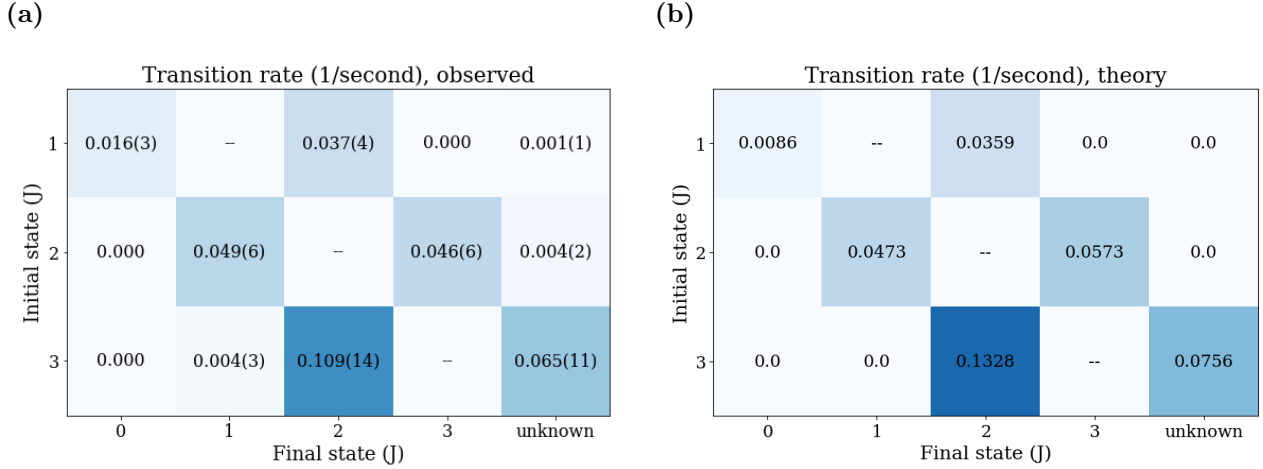 (a)
Transition rate (1/second), observed
Initial state (J)
1 0.016(3) -- 0.037(4) 0.000 0.001(1)
2 0.000 0.049(6) -- 0.046(6) 0.004(2)
3 0.000 0.004(3) 0.109(14) -- 0.065(11)
0 1 2 3 unknown
Final state (J)
(b)
Transition rate (1/second), theory
Initial state (J)
1 0.0086 -- 0.0359 0.0 0.0
2 0.0 0.0473 -- 0.0573 0.0
3 0.0 0.0 0.1328 -- 0.0756
0 1 2 3 unknown
Final state (J)